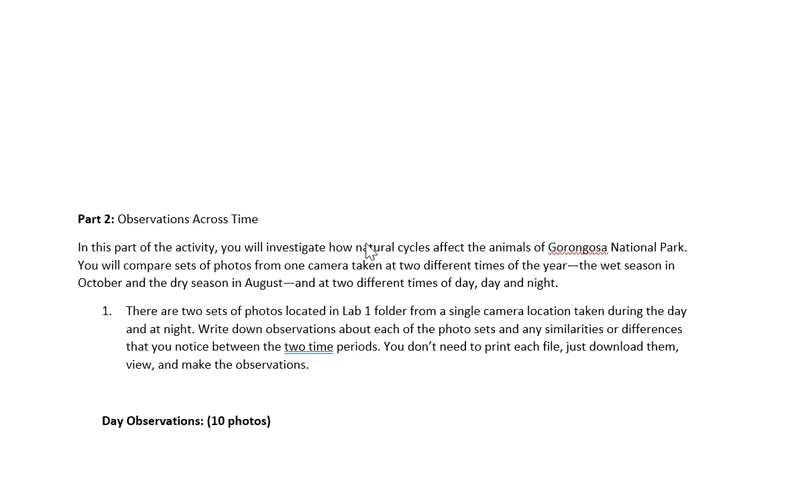 Part 2: Observations Across Time
In this part of the activity, you will investigate how natural cycles affect the animals of Gorongosa National Park.
You will compare sets of photos from one camera taken at two different times of the year—the wet season in
October and the dry season in August—and at two different times of day, day and night.
1. There are two sets of photos located in Lab 1 folder from a single camera location taken during the day
and at night. Write down observations about each of the photo sets and any similarities or differences
that you notice between the two time periods. You don’t need to print each file, just download them,
view, and make the observations.
Day Observations: (10 photos)